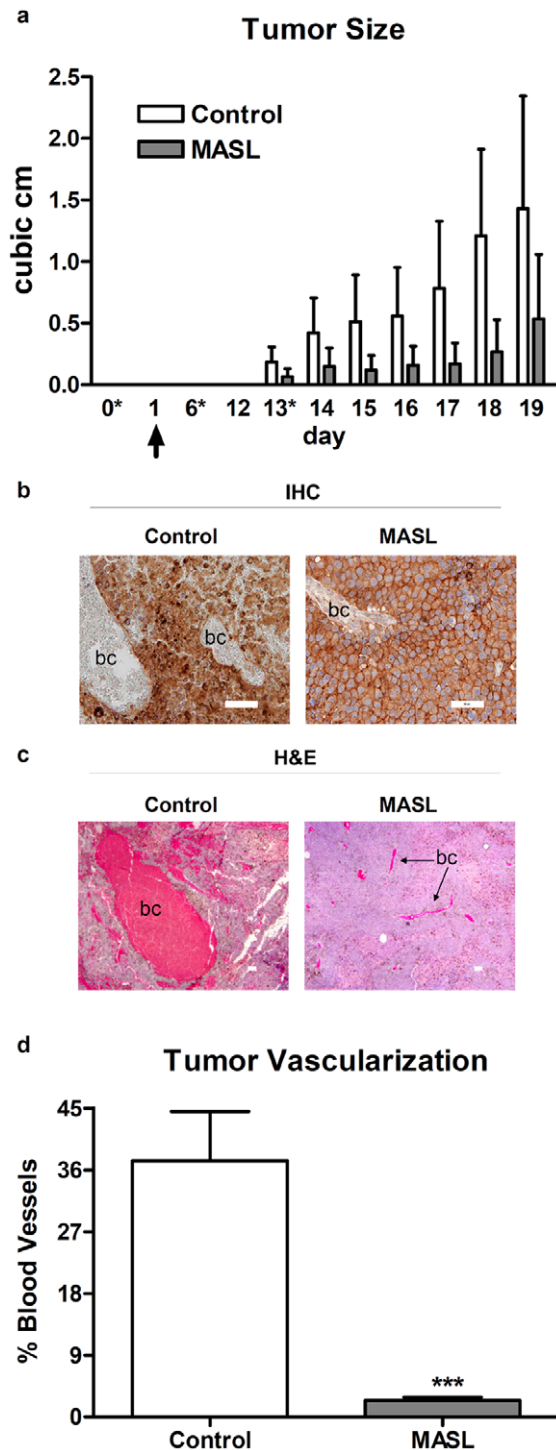 a
Tumor Size
2.5
2.0
1.5
1.0
0.5
0.0
cubic cm
Control
MASL
0* 1 6* 12 13* 14 15 16 17 18 19
day
b
IHC
Control MASL
bc bc bc
c
H&E
Control MASL
bc bc
d
Tumor Vascularization
45
36
27
18
9
0
% Blood Vessels
***
Control MASL